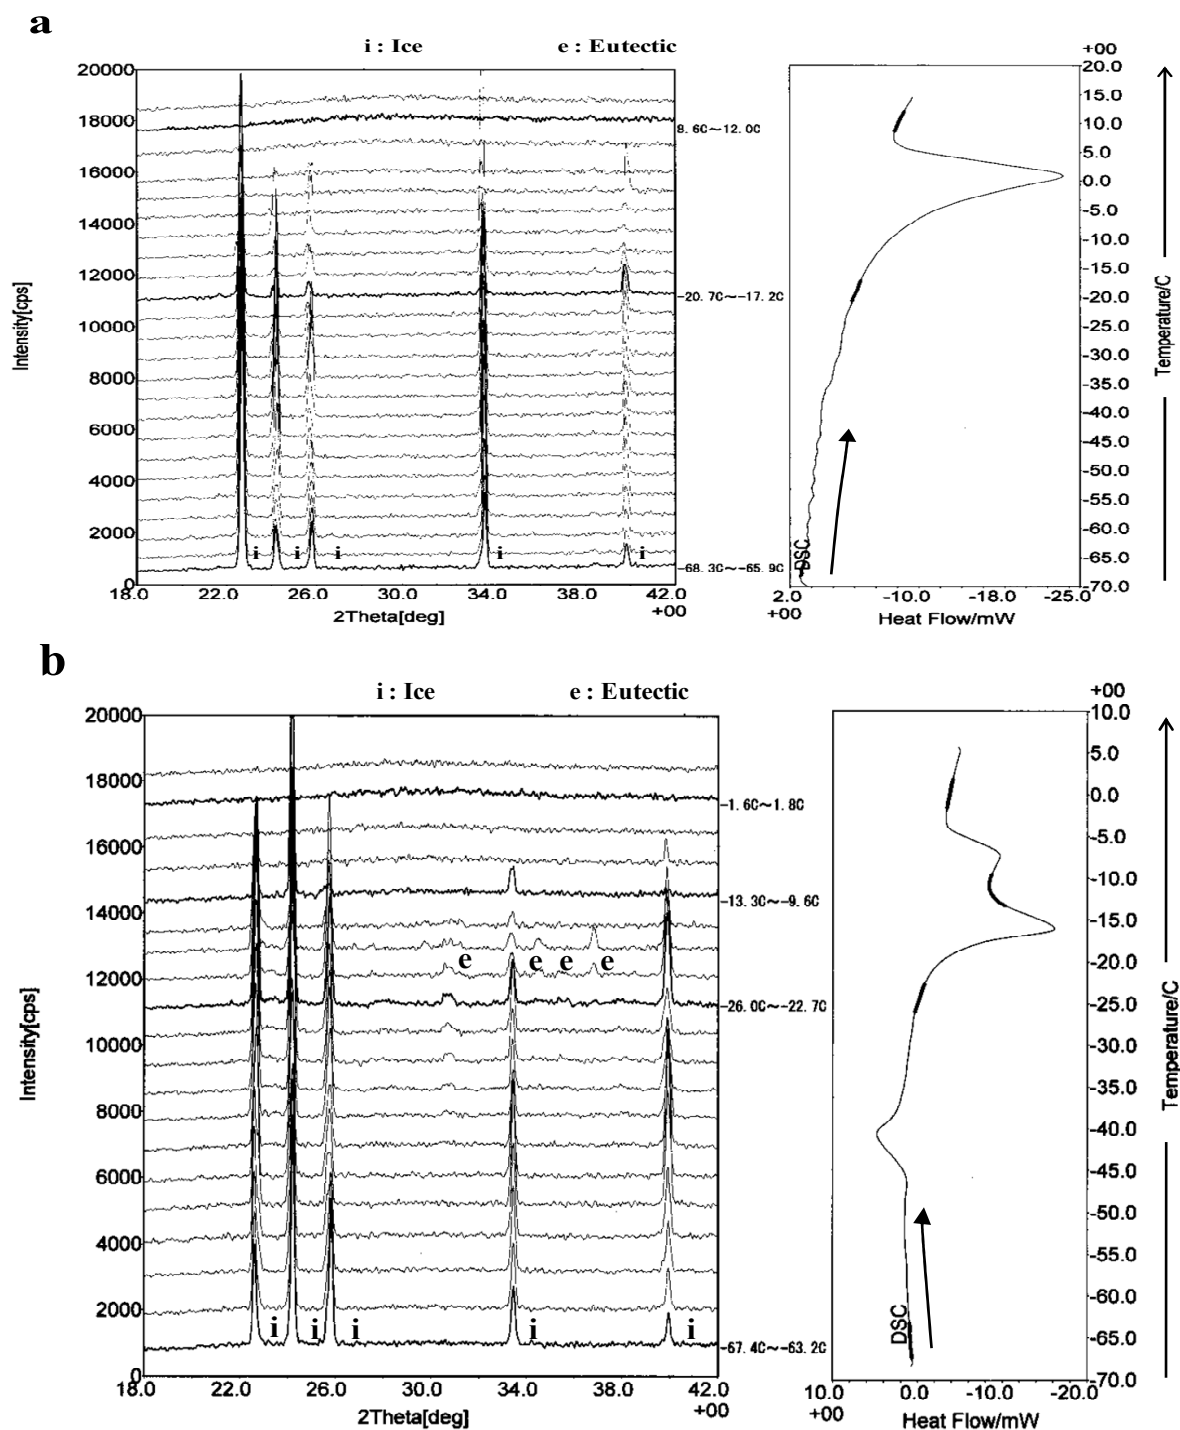 a
i : Ice
e : Eutectic
20000
18000
16000
14000
12000
10000
8000
6000
4000
2000
0
Intensity[cps]
8.6C～12.0C
-20.7C～-17.2C
-68.3C～-65.9C
i i i i i
18.0 22.0 26.0 30.0 34.0 38.0 42.0
+00
2Theta[deg]
+00
20.0
15.0
10.0
5.0
0.0
-5.0
-10.0
-15.0
-20.0
-25.0
-30.0
-35.0
-40.0
-45.0
-50.0
-55.0
-60.0
-65.0
-70.0
Temperature/C
DSC
2.0 -10.0 -18.0 -25.0
+00
Heat Flow/mW
b
i : Ice
e : Eutectic
20000
18000
16000
14000
12000
10000
8000
6000
4000
2000
0
Intensity[cps]
-1.6C～1.8C
-13.3C～-9.6C
e e e e
-26.0C～-22.7C
-67.4C～-63.2C
i i i i i
18.0 22.0 26.0 30.0 34.0 38.0 42.0
+00
2Theta[deg]
+00
10.0
5.0
0.0
-5.0
-10.0
-15.0
-20.0
-25.0
-30.0
-35.0
-40.0
-45.0
-50.0
-55.0
-60.0
-65.0
-70.0
Temperature/C
DSC
10.0 0.0 -10.0 -20.0
+00
Heat Flow/mW